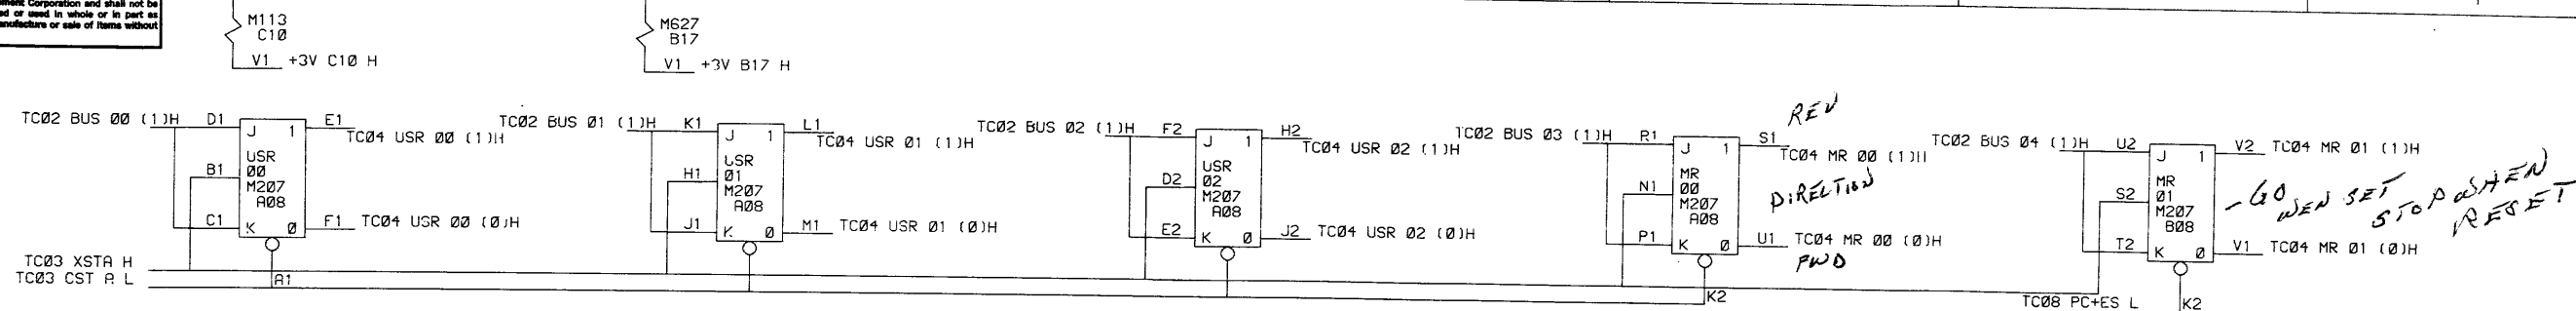 ment Corporation and shall not be
ed or used in whole or in part as
anufacture or sale of items without
M113
C10
V1 +3V C10 H
M627
B17
V1 +3V B17 H
TC02 BUS 00 (1)H D1 J 1 E1
TC04 USR 00 (1)H
USR
00
M207
A08
B1
C1 K 0 F1 TC04 USR 00 (0)H
A1
TC02 BUS 01 (1)H K1 J 1 L1
TC04 USR 01 (1)H
USR
01
M207
A08
H1
J1 K 0 M1 TC04 USR 01 (0)H
TC02 BUS 02 (1)H F2 J 1 H2
TC04 USR 02 (1)H
USR
02
M207
A08
D2
E2 K 0 J2 TC04 USR 02 (0)H
REV
TC02 BUS 03 (1)H R1 J 1 S1
TC04 MR 00 (1)H
MR
00
M207
A08
N1
DIRECTION
P1 K 0 U1 TC04 MR 00 (0)H
FWD
K2
TC02 BUS 04 (1)H U2 J 1 V2 TC04 MR 01 (1)H
MR
01
M207
B08
S2
- GO WEN SET
STOP WHEN
RESET
T2 K 0 V1 TC04 MR 01 (0)H
TC03 XSTA H
TC03 CST A L
TC08 PC+ES L K2